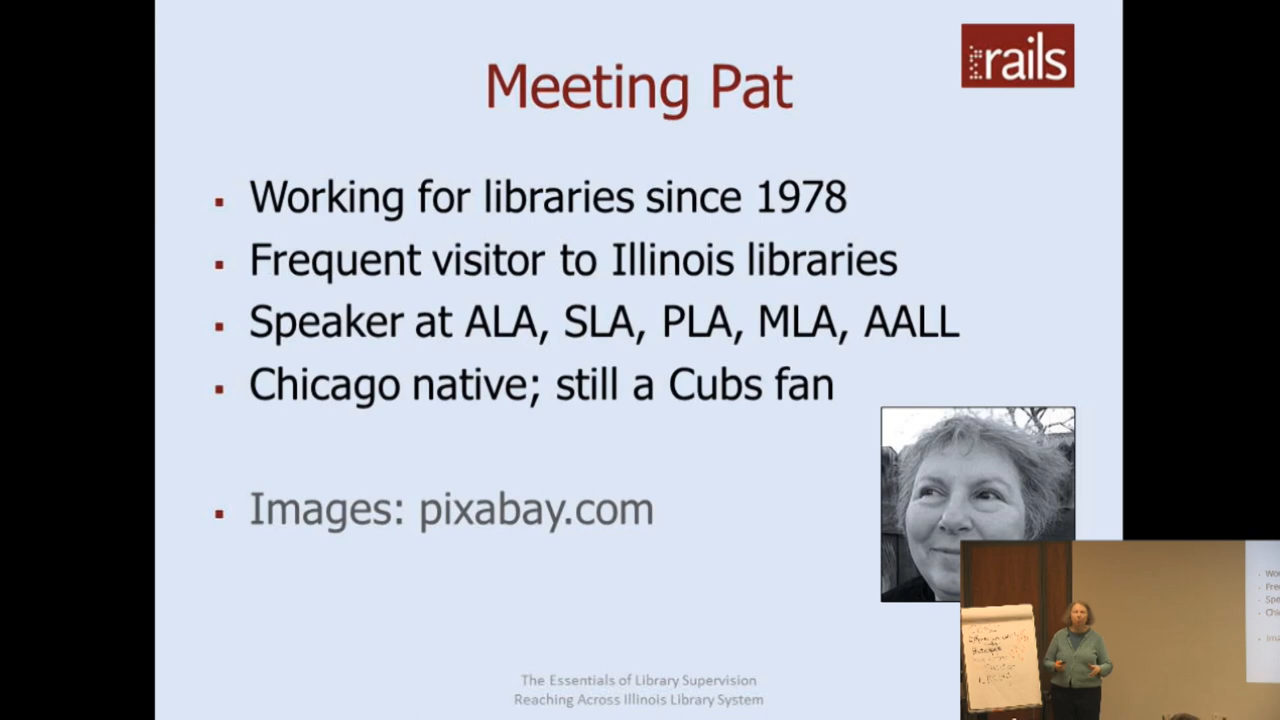 rails
Meeting Pat
Working for libraries since 1978
Frequent visitor to Illinois libraries
Speaker at ALA, SLA, PLA, MLA, AALL
Chicago native; still a Cubs fan
Images: pixabay.com
The Essentials of Library Supervision
Reaching Across Illinois Library System